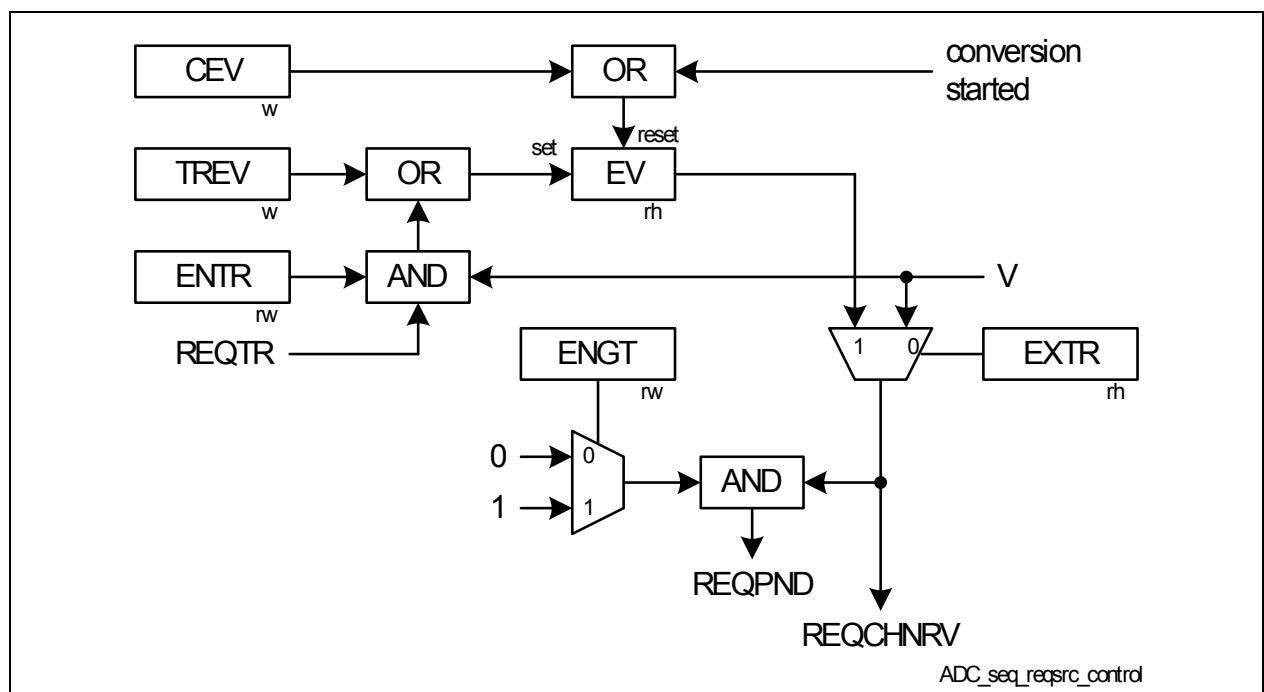 CEV
w
OR
conversion
started
reset
TREV
w
OR
set
EV
rh
ENTR
rw
AND
V
REQTR
ENGT
rw
1
0
EXTR
rh
0
0
1
1
AND
REQPND
REQCHNRV
ADC_seq_reqsrc_control